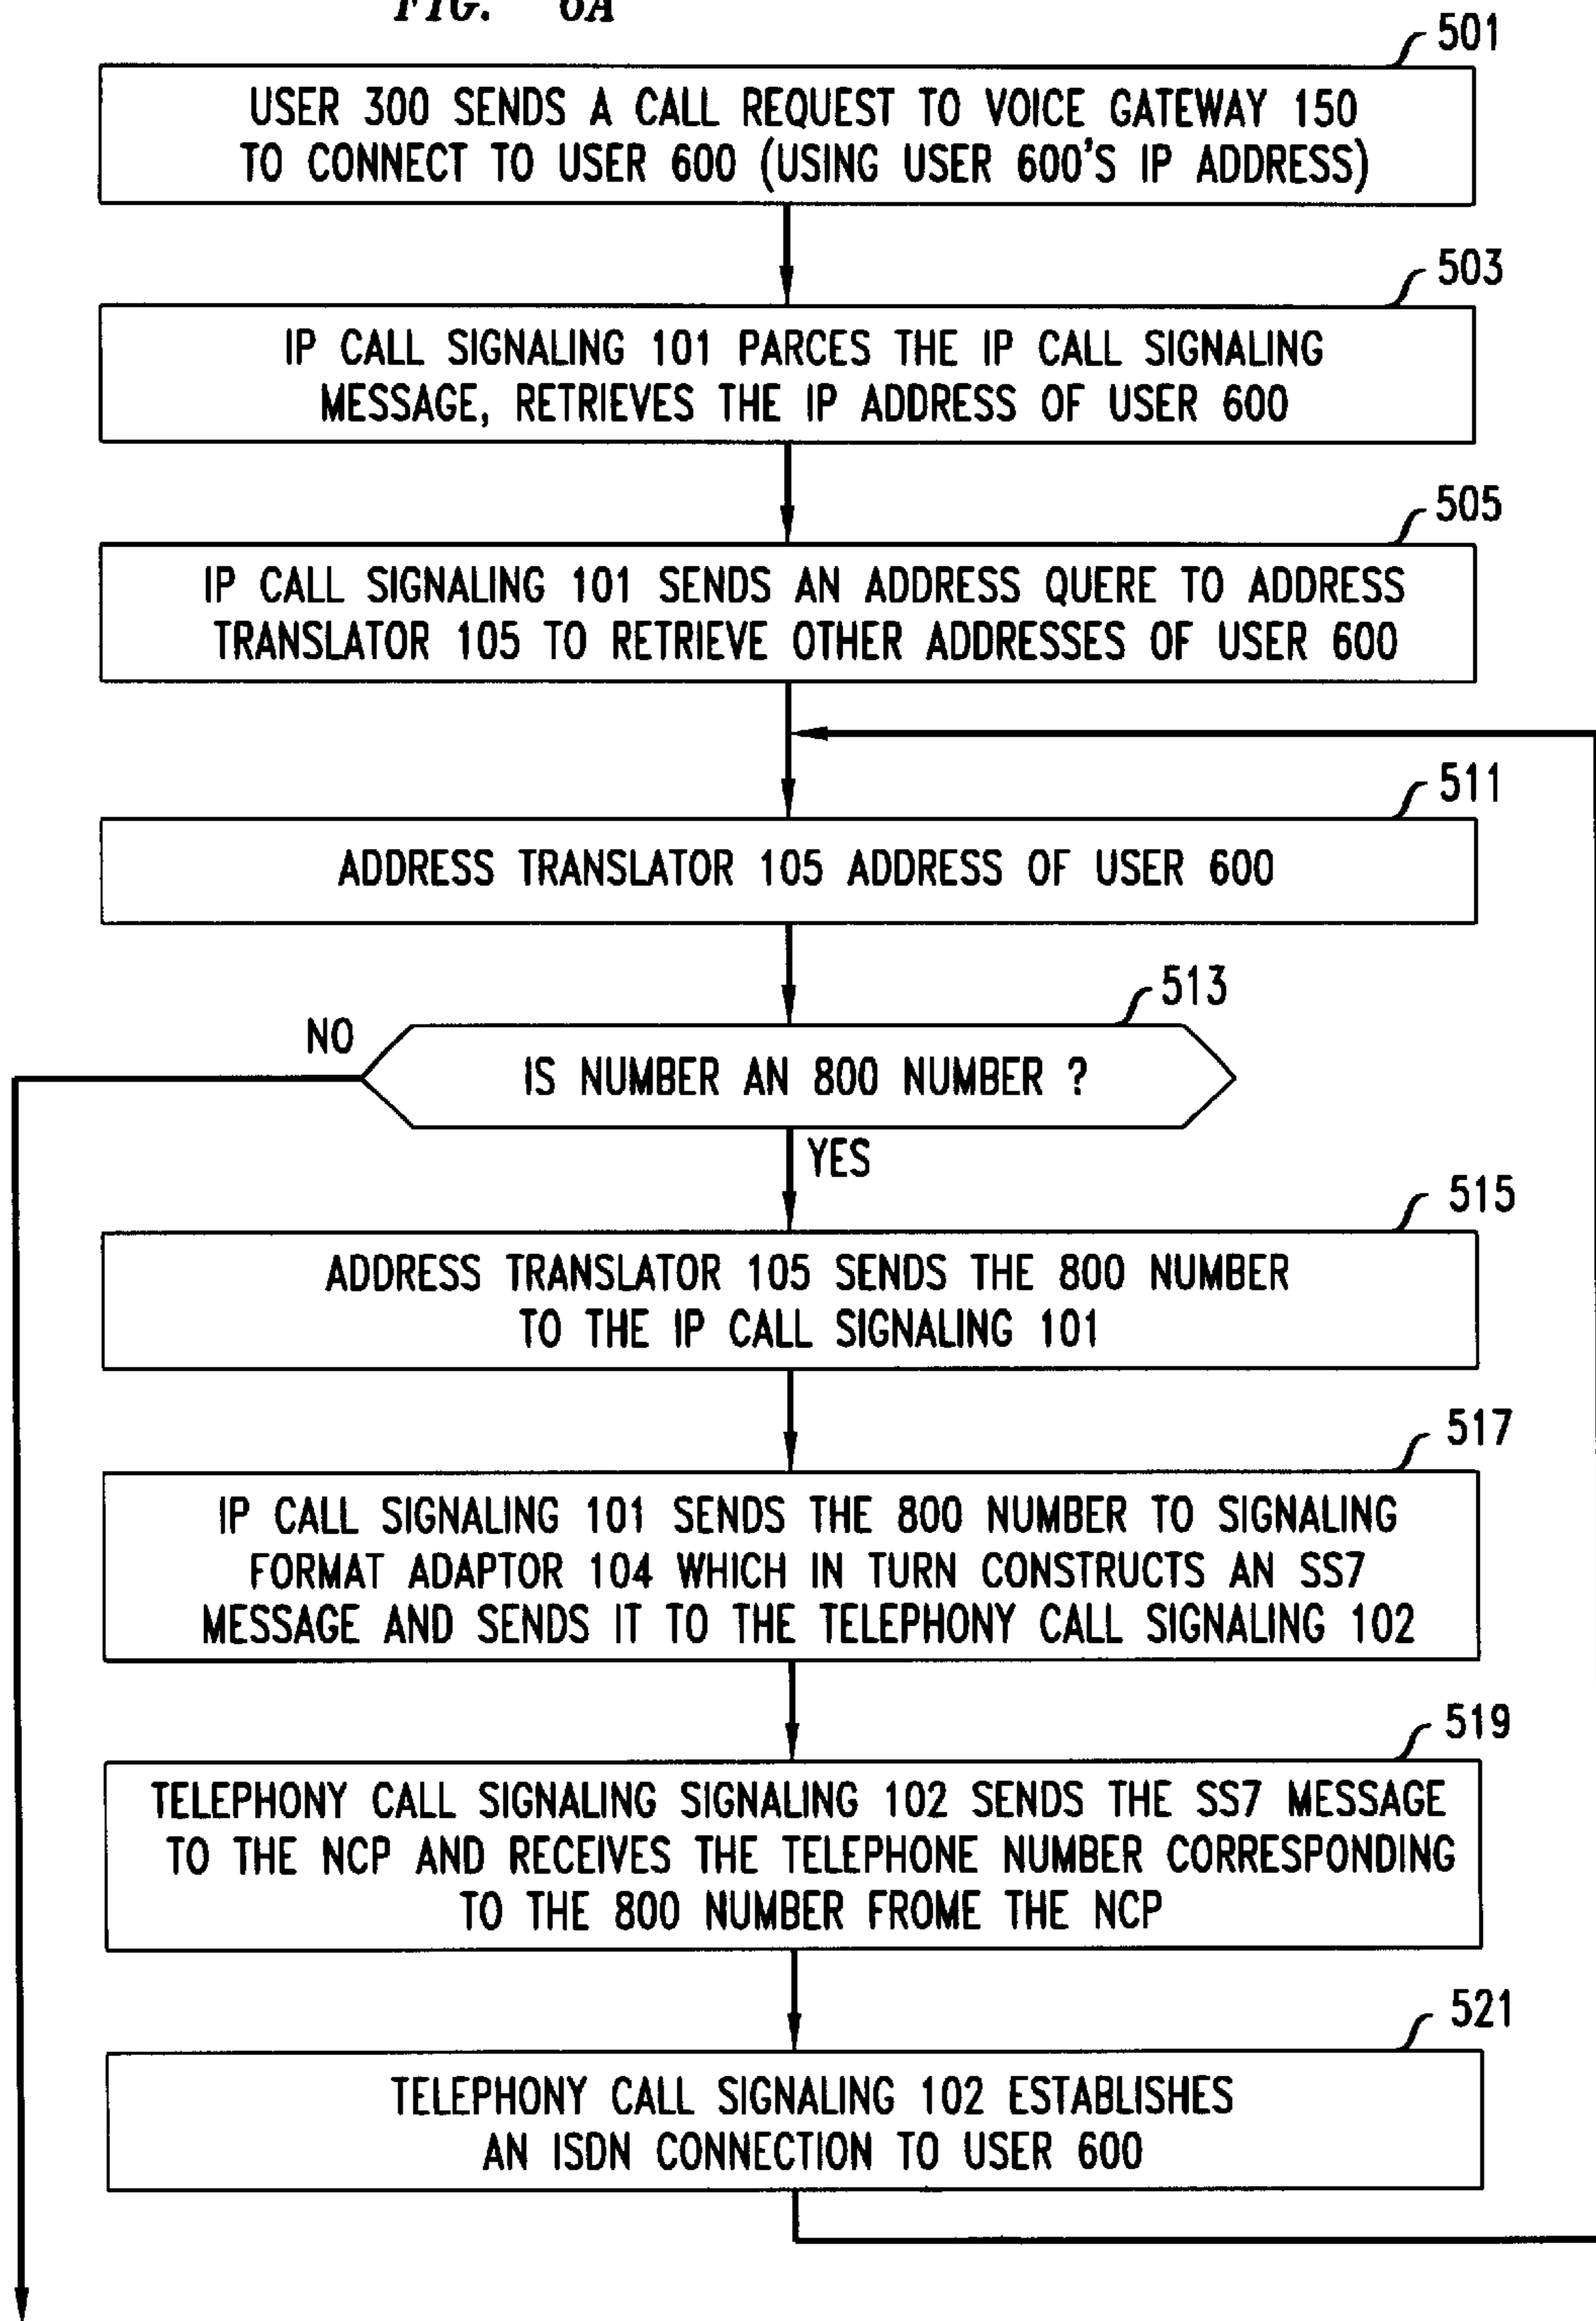 FIG. 6A
501
USER 300 SENDS A CALL REQUEST TO VOICE GATEWAY 150
TO CONNECT TO USER 600 (USING USER 600'S IP ADDRESS)
503
IP CALL SIGNALING 101 PARCES THE IP CALL SIGNALING
MESSAGE, RETRIEVES THE IP ADDRESS OF USER 600
505
IP CALL SIGNALING 101 SENDS AN ADDRESS QUERE TO ADDRESS
TRANSLATOR 105 TO RETRIEVE OTHER ADDRESSES OF USER 600
511
ADDRESS TRANSLATOR 105 ADDRESS OF USER 600
513
NO
IS NUMBER AN 800 NUMBER ?
YES
515
ADDRESS TRANSLATOR 105 SENDS THE 800 NUMBER
TO THE IP CALL SIGNALING 101
517
IP CALL SIGNALING 101 SENDS THE 800 NUMBER TO SIGNALING
FORMAT ADAPTOR 104 WHICH IN TURN CONSTRUCTS AN SS7
MESSAGE AND SENDS IT TO THE TELEPHONY CALL SIGNALING 102
519
TELEPHONY CALL SIGNALING SIGNALING 102 SENDS THE SS7 MESSAGE
TO THE NCP AND RECEIVES THE TELEPHONE NUMBER CORRESPONDING
TO THE 800 NUMBER FROME THE NCP
521
TELEPHONY CALL SIGNALING 102 ESTABLISHES
AN ISDN CONNECTION TO USER 600